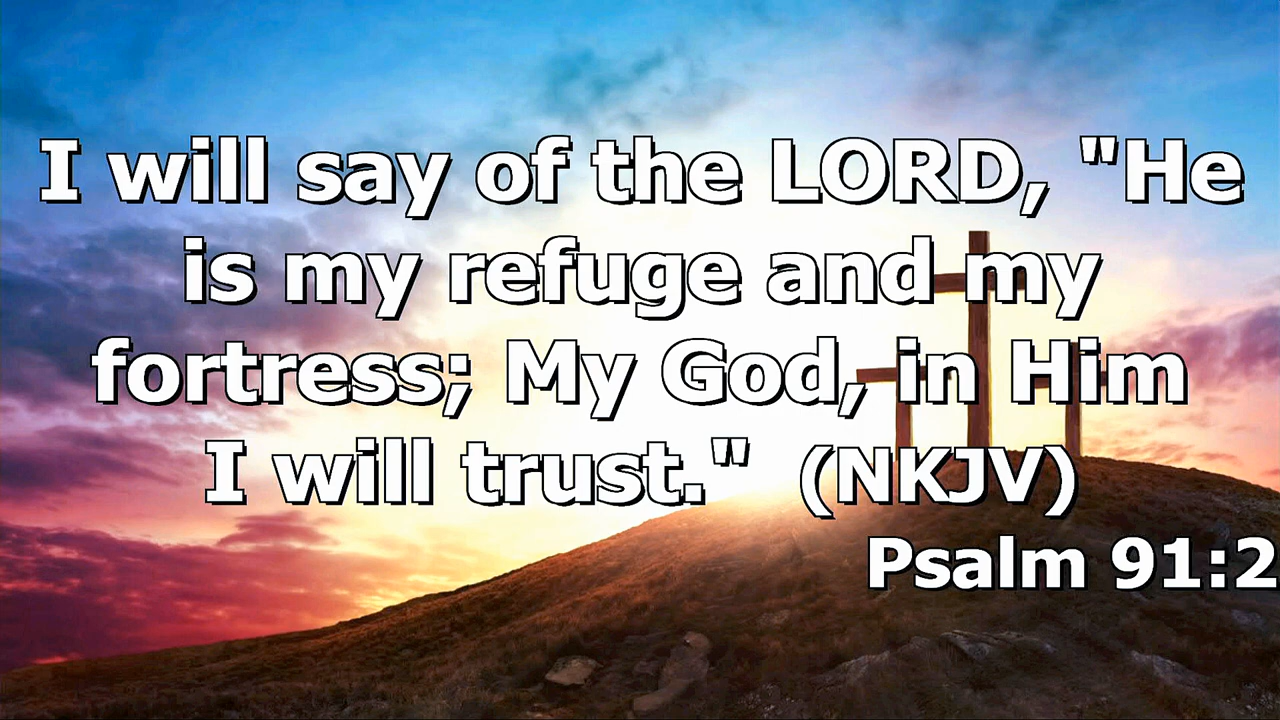 I will say of the LORD, "He
is my refuge and my
fortress; My God, in Him
I will trust." (NKJV)
Psalm 91:2